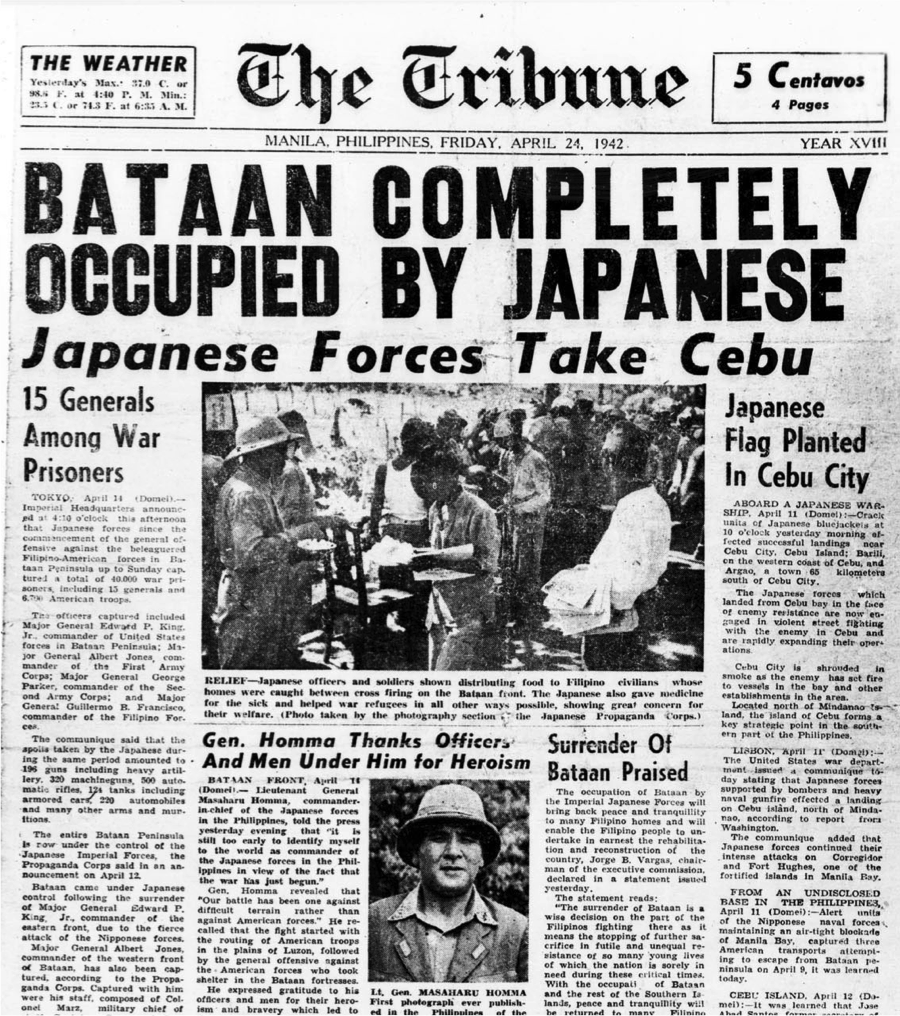 THE WEATHER
Yesterday's Max.: 37.0 C. or
98.6 F. at 4:40 P. M. Min.:
23.5 C. or 74.3 F. at 6:35 A. M.
The Tribune
5 Centavos
4 Pages
MANILA, PHILIPPINES, FRIDAY, APRIL 24, 1942
YEAR XVIII
BATAAN COMPLETELY
OCCUPIED BY JAPANESE
Japanese Forces Take Cebu
15 Generals
Among War
Prisoners
TOKYO, April 14 (Domei).—
Imperial Headquarters announc-
ed at 4:10 o'clock this afternoon
that Japanese forces since the
commencement of the general of-
fensive against the beleaguered
Filipino-American forces in Ba-
taan Peninsula up to Sunday cap-
tured a total of 40,000 war pri-
soners, including 15 generals and
6,700 American troops.
The officers captured included
Major General Edward P. King,
Jr., commander of United States
forces in Bataan Peninsula; Ma-
jor General Albert Jones, com-
mander of the First Army
Corps; Major General George
Parker, commander of the Sec-
ond Army Corps; and Major
General Guillermo B. Francisco,
commander of the Filipino For-
ces.
The communique said that the
spoils taken by the Japanese dur-
ing the same period amounted to
196 guns including heavy artil-
lery, 320 machineguns, 500 auto-
matic rifles, 124 tanks including
armored cars, 220 automobiles
and many other arms and mun-
itions.
The entire Bataan Peninsula
is now under the control of the
Japanese Imperial Forces, the
Propaganda Corps said in an an-
nouncement on April 12.
Bataan came under Japanese
control following the surrender
of Major General Edward P.
King, Jr., commander of the
eastern front, due to the fierce
attack of the Nipponese forces.
Major General Albert Jones,
commander of the western front
of Bataan, has also been cap-
tured, according to the Propa-
ganda Corps. Captured with him
were his staff, composed of Col-
onel Marz, military chief of
RELIEF—Japanese officers and soldiers shown distributing food to Filipino civilians whose
homes were caught between cross firing on the Bataan front. The Japanese also gave medicine
for the sick and helped war refugees in all other ways possible, showing great concern for
their welfare. (Photo taken by the photography section of the Japanese Propaganda Corps.)
Gen. Homma Thanks Officers
And Men Under Him for Heroism
BATAAN FRONT, April 14
(Domei).— Lieutenant General
Masaharu Homma, commander-
in-chief of the Japanese forces
in the Philippines, told the press
yesterday evening that "it is
still too early to identify myself
to the world as commander of
the Japanese forces in the Phil-
ippines in view of the fact that
the war has just begun."
Gen. Homma revealed that
"Our battle has been one against
difficult terrain rather than
against American forces." He re-
called that the fight started with
the routing of American troops
in the plains of Luzon, followed
by the general offensive against
the American forces who took
shelter in the Bataan fortresses.
He expressed gratitude to his
officers and men for their hero-
ism and bravery which led to
Lt. Gen. MASAHARU HOMMA
First photograph ever publish-
ed in the Philippines of the
Surrender Of
Bataan Praised
The occupation of Bataan by
the Imperial Japanese Forces will
bring back peace and tranquility
to many Filipino homes and will
enable the Filipino people to un-
dertake in earnest the rehabilita-
tion and reconstruction of the
country, Jorge B. Vargas, chair-
man of the executive commission,
declared in a statement issued
yesterday.
The statement reads:
"The surrender of Bataan is a
wise decision on the part of the
Filipinos fighting there as it
means the stopping of further sa-
crifice in futile and unequal re-
sistance of so many young lives
of which the nation is sorely in
need during these critical times.
With the occupati of Bataan
and the rest of the Southern Is-
lands, peace and tranquillity will
be returned to many Filipino
Japanese
Flag Planted
In Cebu City
ABOARD A JAPANESE WAR-
SHIP, April 11 (Domei):—Crack
units of Japanese bluejackets at
10 o'clock yesterday morning ef-
fected successful landings near
Cebu City, Cebu Island; Barili,
on the western coast of Cebu, and
Argao, a town 65 kilometers
south of Cebu City.
The Japanese forces which
landed from Cebu bay in the face
of enemy resistance are now en-
gaged in violent street fighting
with the enemy in Cebu and
are rapidly expanding their oper-
ations.
Cebu City is shrouded in
smoke as the enemy has set fire
to vessels in the bay and other
establishments in the area.
Located north of Mindanao Is-
land, the island of Cebu forms a
key strategic point in the south-
ern part of the Philippines.
LISBON, April 11 (Domei):—
The United States war depart-
ment issued a communique to-
day stating that Japanese forces
supported by bombers and heavy
naval gunfire effected a landing
on Cebu island, north of Minda-
nao, according to report from
Washington.
The communique added that
Japanese forces continued their
intense attacks on Corregidor
and Fort Hughes, one of the
fortified islands in Manila Bay.
FROM AN UNDISCLOSED
BASE IN THE PHILIPPINES,
April 11 (Domei):—Alert units
of the Nipponese naval forces
maintaining an air-tight blockade
of Manila Bay, captured three
American transports attempt-
ing to escape from Bataan pe-
ninsula on April 9, it was learned
today.
CEBU ISLAND, April 12 (Do-
mei):—It was learned that Jose
Abad Santos, former secretary of